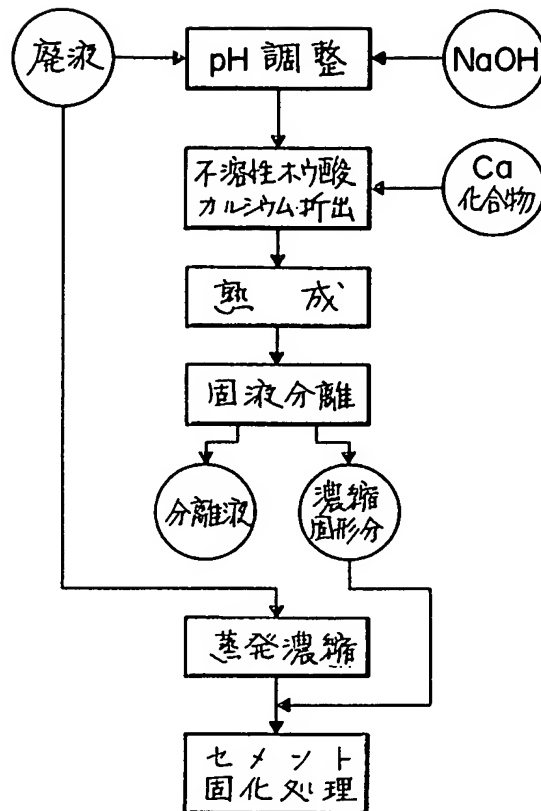 廃液
pH 調整
NaOH
不溶性ホウ酸
カルシウム折出
Ca
化合物
熟 成
固液分離
分離液
濃縮
固形分
蒸発濃縮
セメント
固化処理